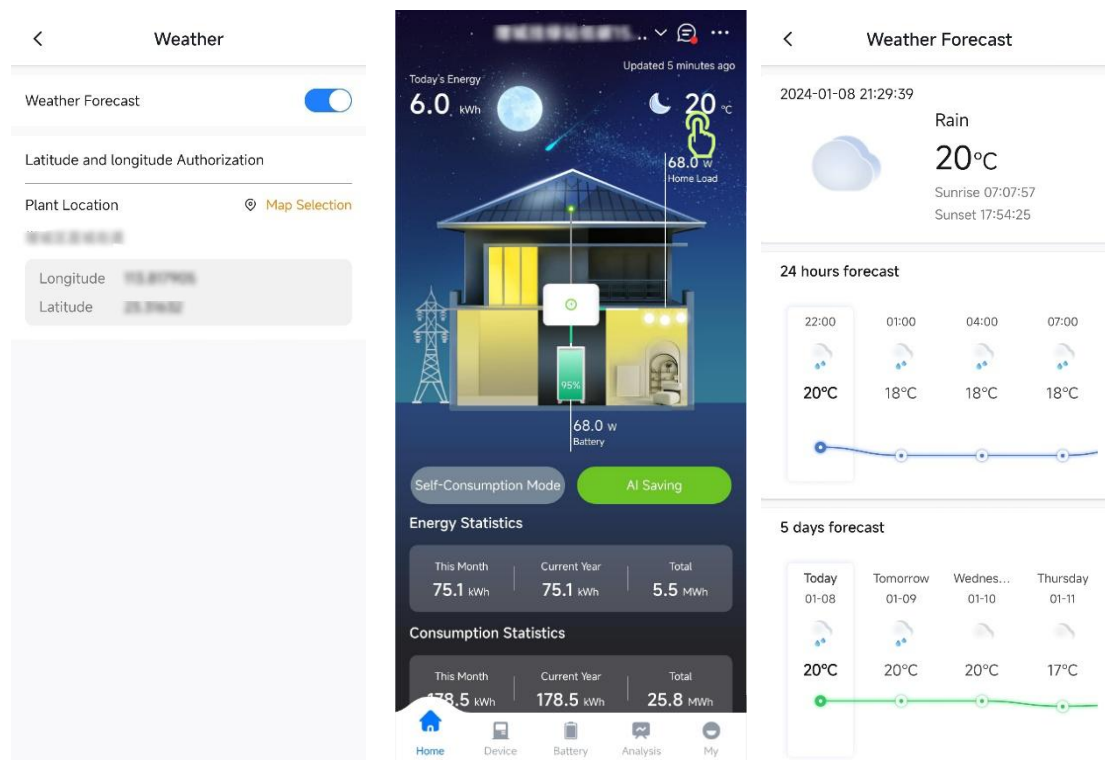 Weather
Weather Forecast
Latitude and longitude Authorization
Plant Location
Map Selection
Longitude
Latitude
..
Updated 5 minutes ago
Today's Energy
6.0 kWh
20 °C
68.0 w
Home Load
95%
68.0 w
Battery
Self-Consumption Mode
AI Saving
Energy Statistics
This Month Current Year Total
75.1 kWh 75.1 kWh 5.5 MWh
Consumption Statistics
This Month Current Year Total
178.5 kWh 178.5 kWh 25.8 MWh
Home Device Battery Analysis My
Weather Forecast
2024-01-08 21:29:39
Rain
20°C
Sunrise 07:07:57
Sunset 17:54:25
24 hours forecast
22:00 01:00 04:00 07:00
20°C 18°C 18°C 18°C
5 days forecast
Today Tomorrow Wednes... Thursday
01-08 01-09 01-10 01-11
20°C 20°C 20°C 17°C